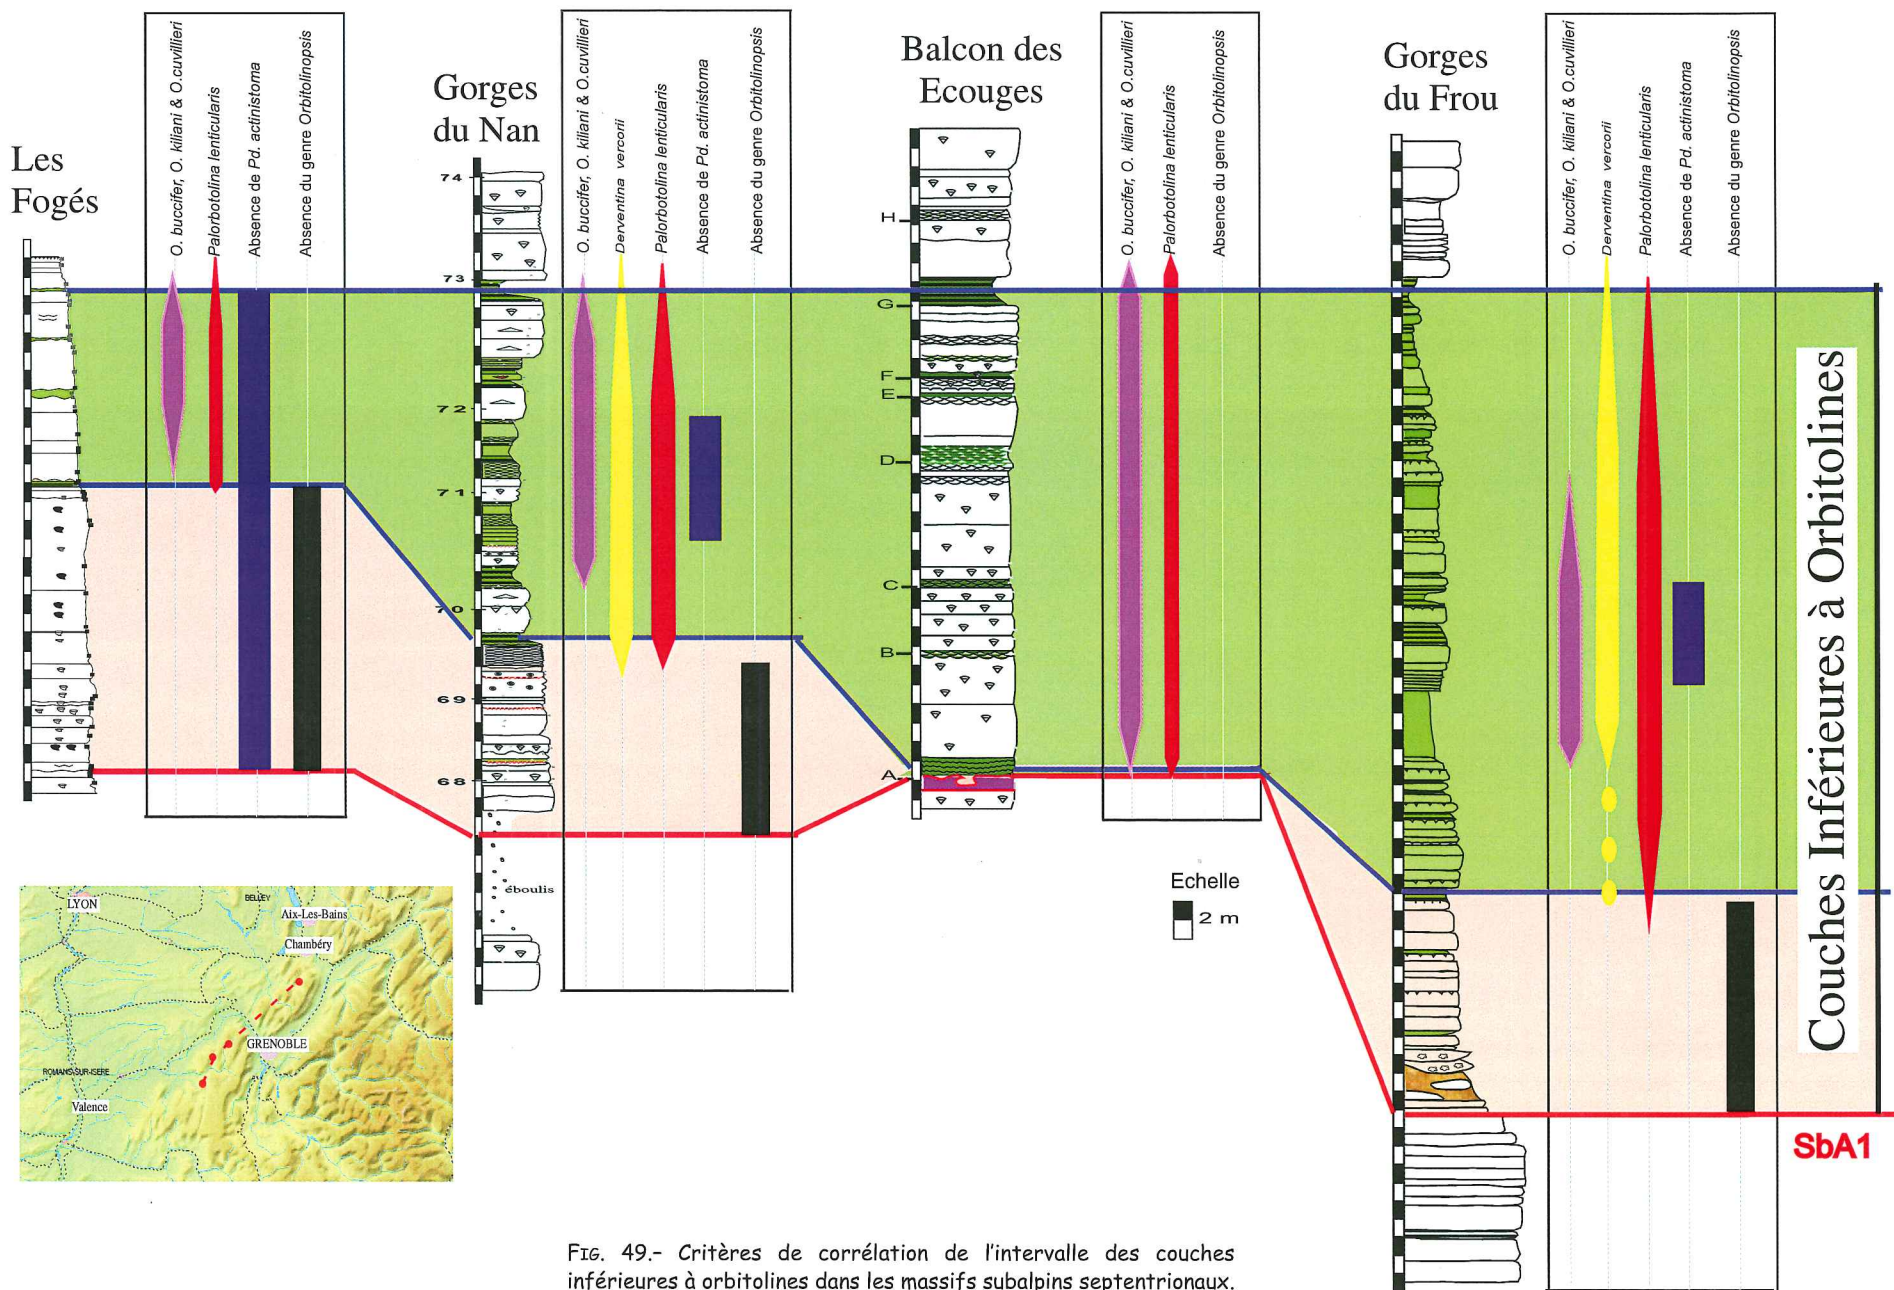 Les
Fogés
O. buccifer, O. kiliani & O.cuvillieri
Palorbotolina lenticularis
Absence de Pd. actinistoma
Absence du genre Orbitolinopsis
Gorges
du Nan
74
73
72
71
70
69
68
éboulis
O. buccifer, O. kiliani & O.cuvillieri
Derventina vercorii
Palorbotolina lenticularis
Absence de Pd. actinistoma
Absence du genre Orbitolinopsis
Balcon des
Ecouges
H
G
F
E
D
C
B
A
O. buccifer, O. kiliani & O.cuvillieri
Palorbotolina lenticularis
Absence du genre Orbitolinopsis
Echelle
2 m
Gorges
du Frou
O. buccifer, O. kiliani & O.cuvillieri
Derventina vercorii
Palorbotolina lenticularis
Absence de Pd. actinistoma
Absence du genre Orbitolinopsis
Couches Inférieures à Orbitolines
SbA1
LYON
BELLEY
Aix-Les-Bains
Chambéry
GRENOBLE
ROMANS-SUR-ISERE
Valence
FIG. 49.- Critères de corrélation de l'intervalle des couches
inférieures à orbitolines dans les massifs subalpins septentrionaux.